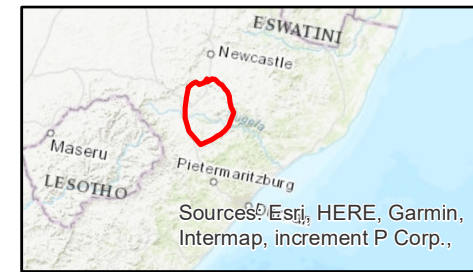 ESWATINI
Newcastle
Maseru
Pietermaritzburg
LESOTHO
Sources: Esri, HERE, Garmin,
Intermap, increment P Corp.,